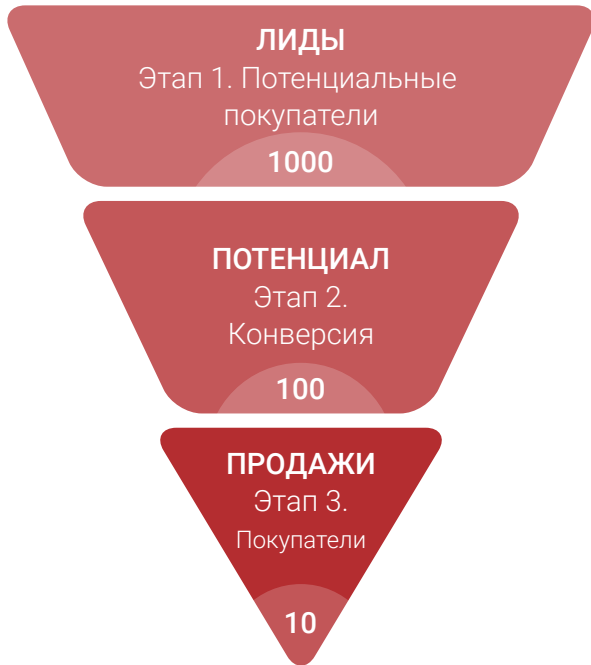 ЛИДЫ
Этап 1. Потенциальные
покупатели
1000
ПОТЕНЦИАЛ
Этап 2.
Конверсия
100
ПРОДАЖИ
Этап 3.
Покупатели
10